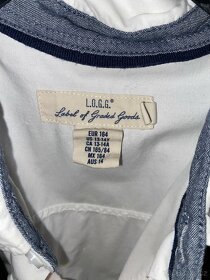 L.O.G.G.®
Label of Graded Goods
EUR 164
US 13-14Y
CA 13-14A
CN 165/84
MX 164
AUS 14